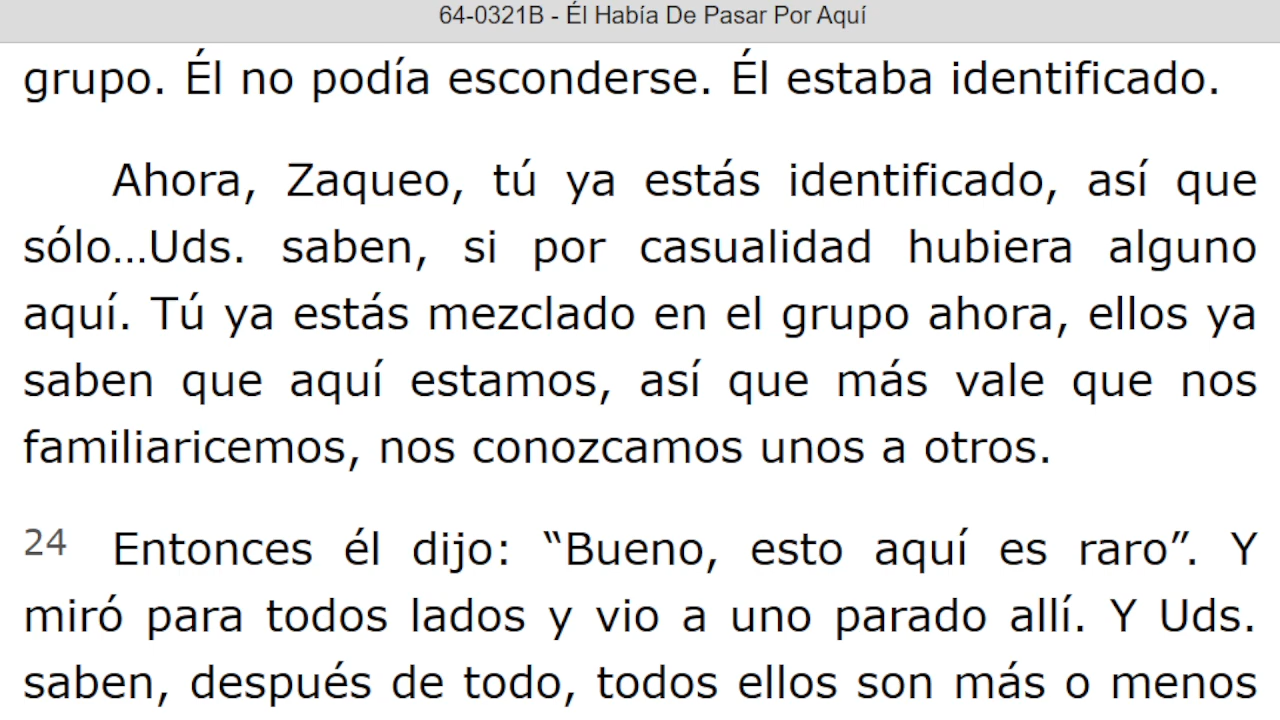 64-0321B - Él Había De Pasar Por Aquí
grupo. Él no podía esconderse. Él estaba identificado.
Ahora, Zaqueo, tú ya estás identificado, así que
sólo...Uds. saben, si por casualidad hubiera alguno
aquí. Tú ya estás mezclado en el grupo ahora, ellos ya
saben que aquí estamos, así que más vale que nos
familiaricemos, nos conozcamos unos a otros.
24 Entonces él dijo: “Bueno, esto aquí es raro”. Y
miró para todos lados y vio a uno parado allí. Y Uds.
saben, después de todo, todos ellos son más o menos